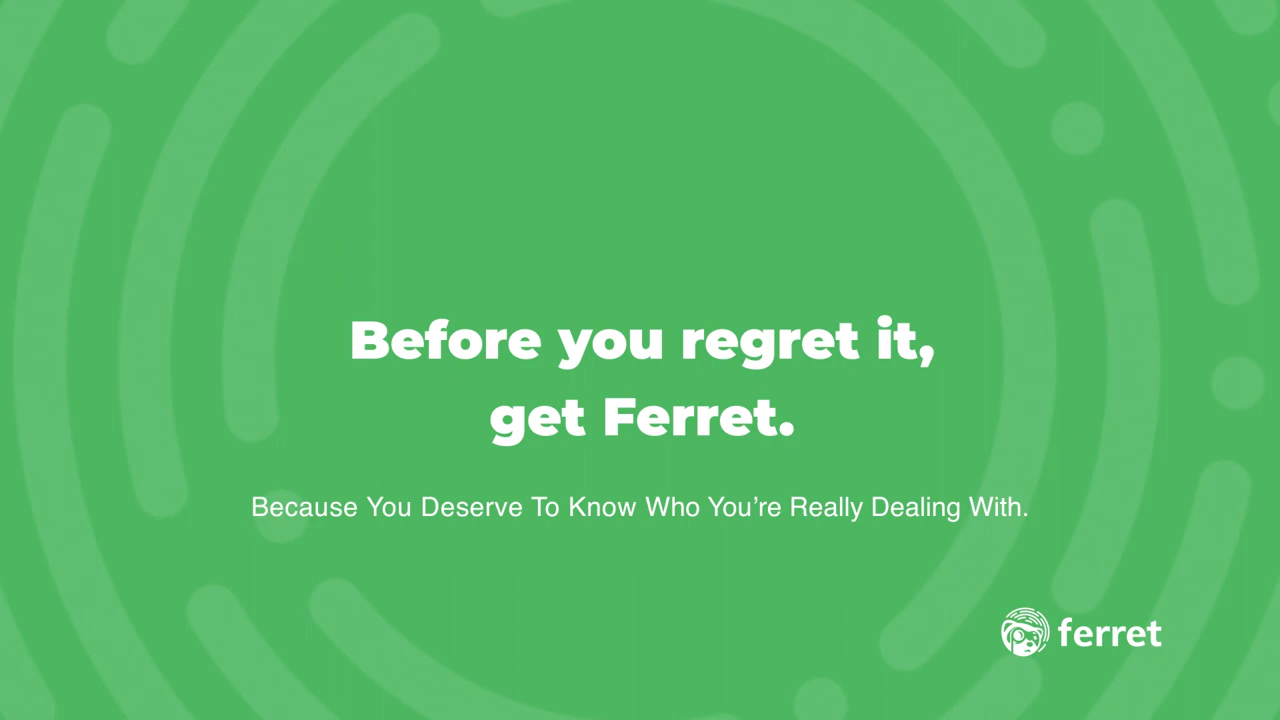 Before you regret it,
get Ferret.
Because You Deserve To Know Who You’re Really Dealing With.
ferret